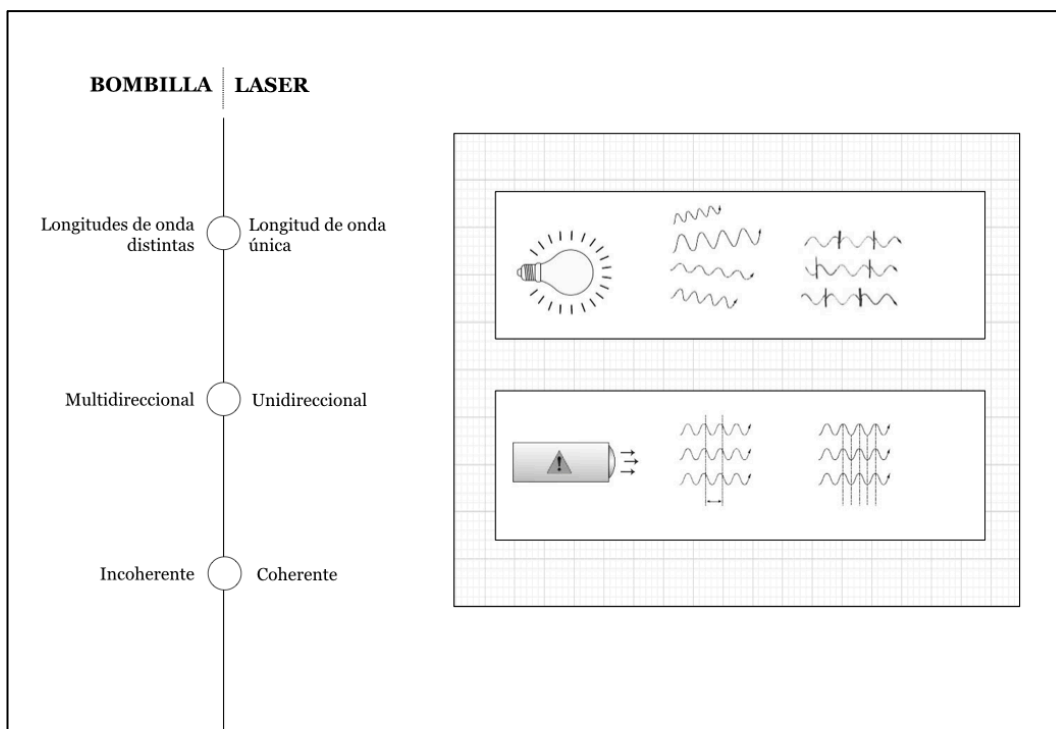 BOMBILLA LASER
Longitudes de onda
distintas
Longitud de onda
única
Multidireccional
Unidireccional
Incoherente
Coherente
!